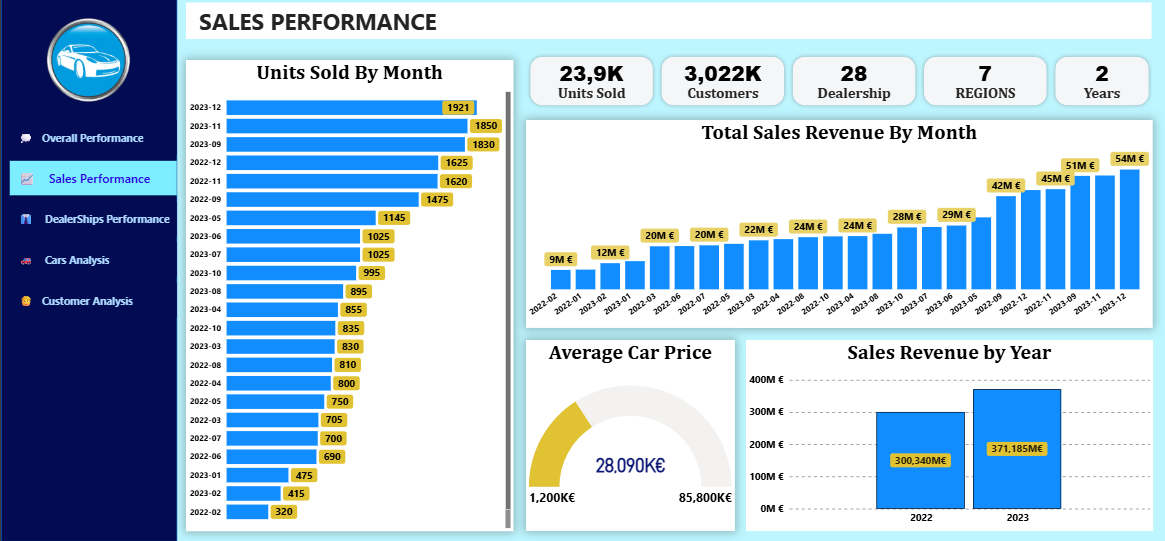 SALES PERFORMANCE
Overall Performance
Sales Performance
DealerShips Performance
Cars Analysis
Customer Analysis
Units Sold By Month
2023-12 1921
2023-11 1850
2023-09 1830
2022-12 1625
2022-11 1620
2022-09 1475
2023-05 1145
2023-06 1025
2023-07 1025
2023-10 995
2023-08 895
2023-04 855
2022-10 835
2023-03 830
2022-08 810
2022-04 800
2022-05 750
2022-03 705
2022-07 700
2022-06 690
2023-01 475
2023-02 415
2022-02 320
23,9K
Units Sold
3,022K
Customers
28
Dealership
7
REGIONS
2
Years
Total Sales Revenue By Month
9M € 12M € 20M € 20M € 22M € 24M € 24M € 28M € 29M € 42M € 45M € 51M € 54M €
2022-02 2022-01 2023-02 2023-01 2022-03 2022-06 2022-07 2022-05 2023-03 2022-04 2022-08 2022-10 2023-04 2023-08 2023-10 2023-07 2023-06 2023-05 2022-09 2022-12 2022-11 2023-09 2023-11 2023-12
Average Car Price
28,090K€
1,200K€ 85,800K€
Sales Revenue by Year
400M €
300M €
200M €
100M €
0M €
300,340M€
371,185M€
2022 2023